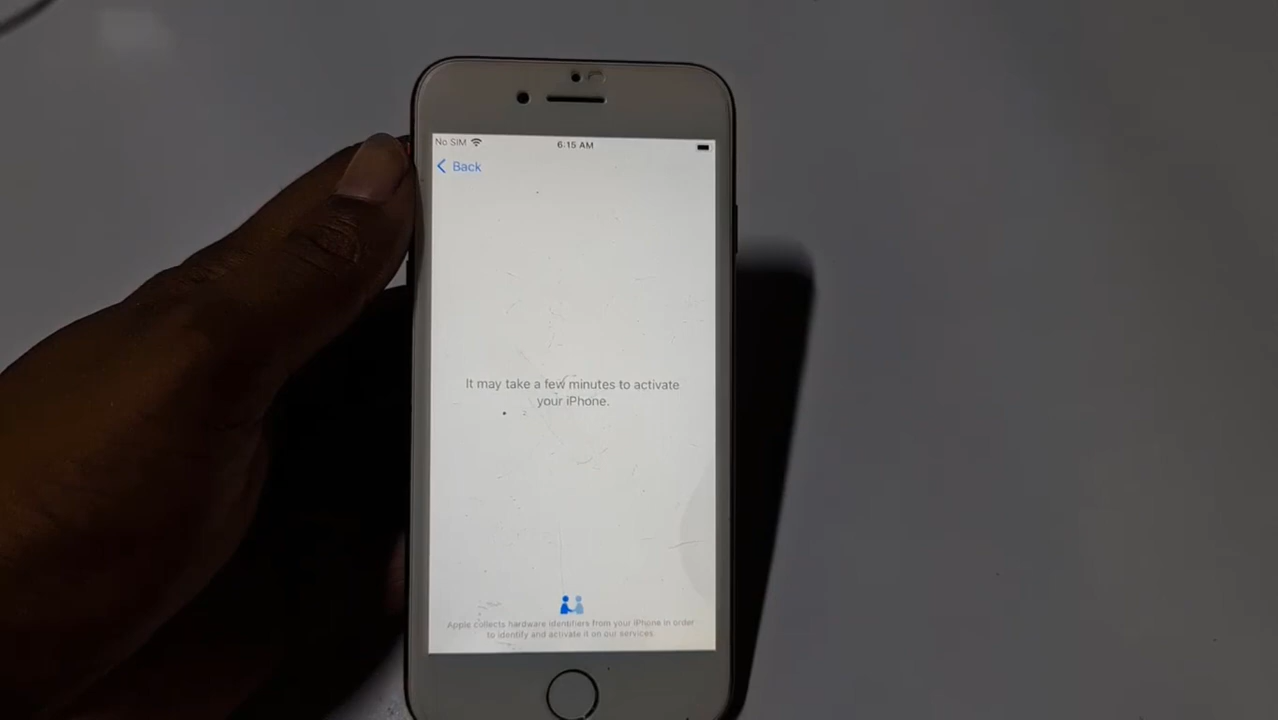 No SIM
6:15 AM
Back
It may take a few minutes to activate
your iPhone.
Apple collects hardware identifiers from your iPhone in order
to identify and activate it on our services.